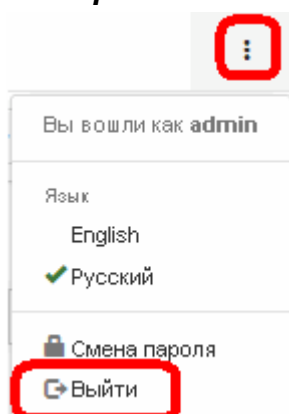 Вы вошли как admin
Язык
English
Русский
Смена пароля
Выйти